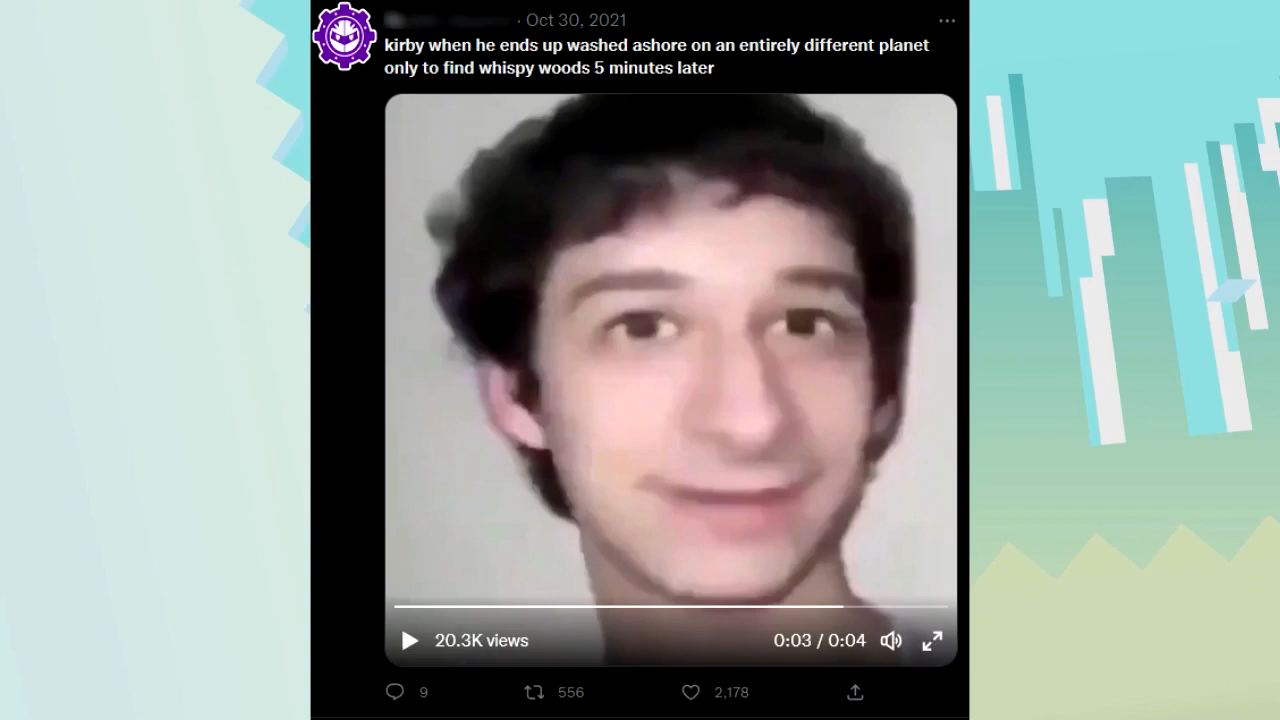 · Oct 30, 2021
kirby when he ends up washed ashore on an entirely different planet
only to find whispy woods 5 minutes later
20.3K views
0:03 / 0:04
9
556
2,178